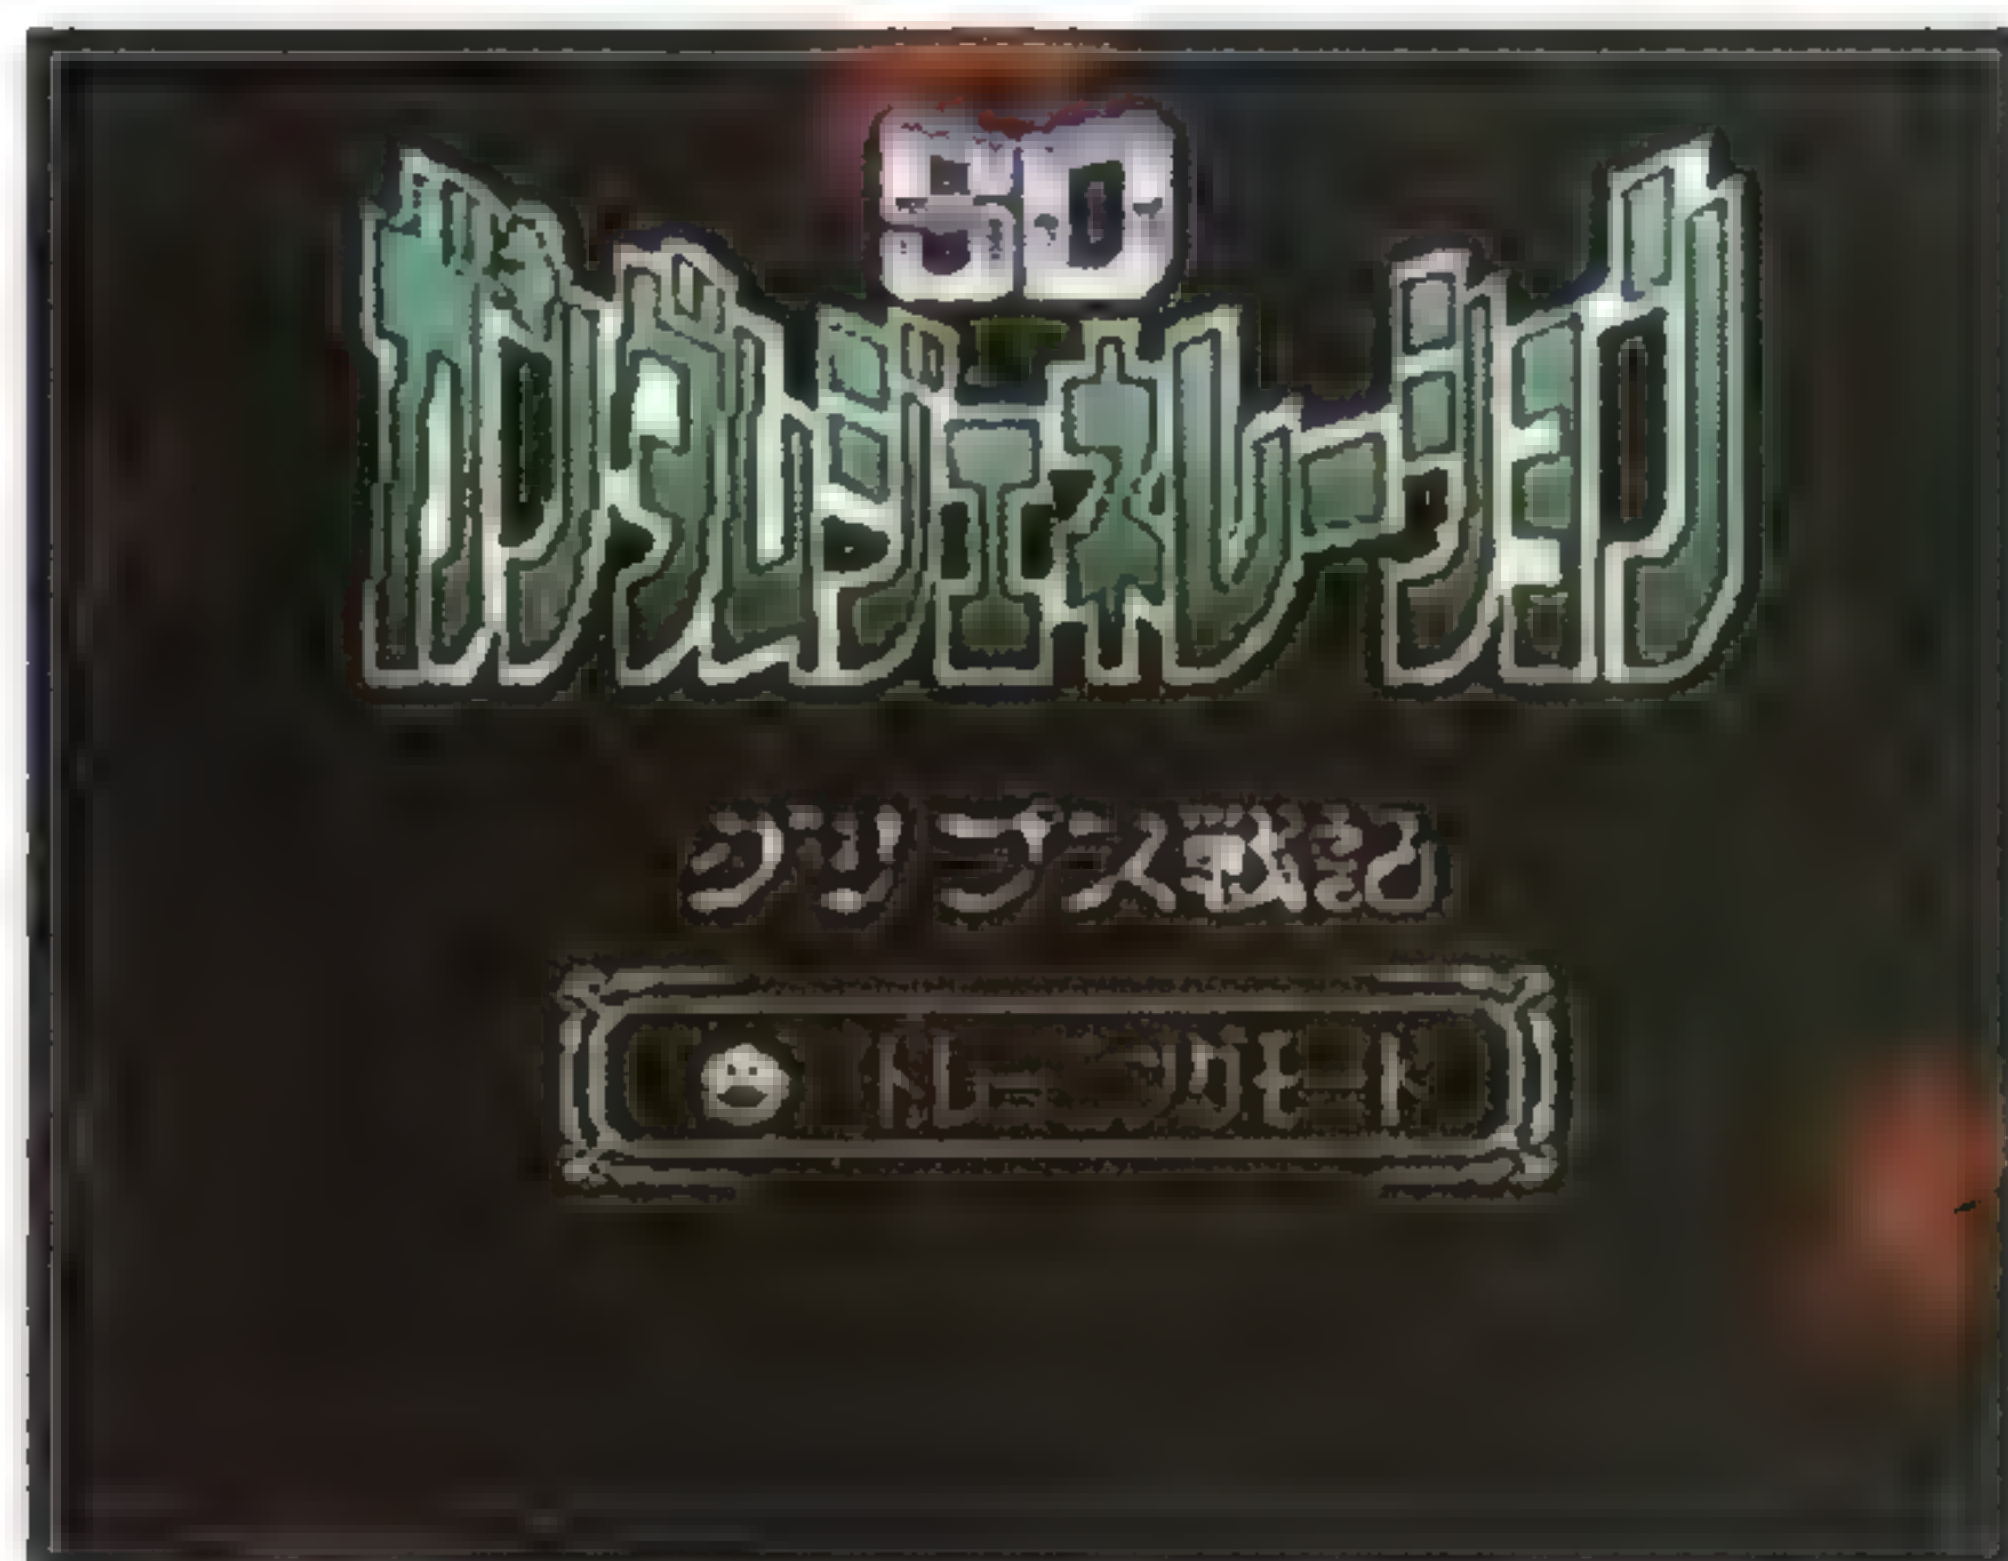 SD
ガンダムジェネレーション
グリプス戦記
トレーニングモード